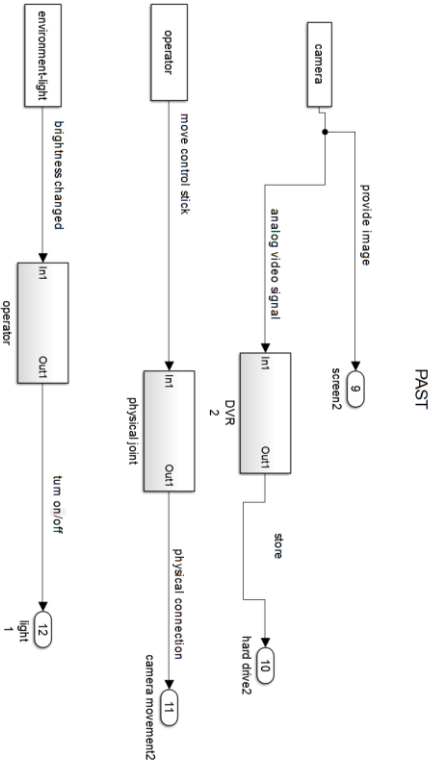 PAST
camera
provide image
9
screen2
analog video signal
In1
Out1
DVR
2
store
10
hard drive2
operator
move control stick
In1
Out1
physical joint
physical connection
11
camera movement2
environment-light
brightness changed
In1
Out1
operator
turn on/off
12
light
1